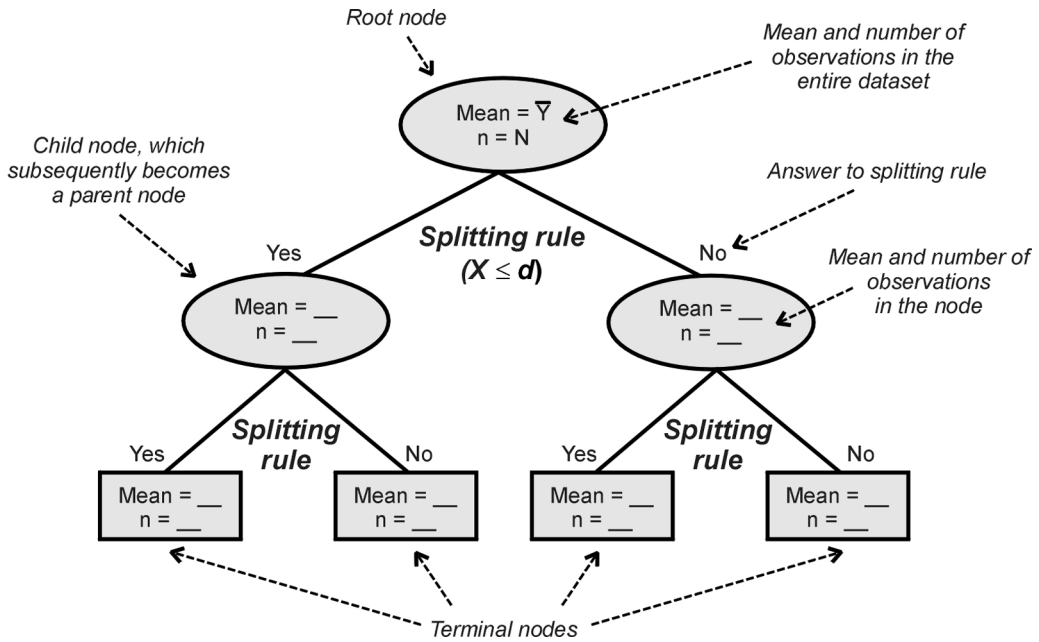 Root node
Mean and number of
observations in the
entire dataset
Mean = Y̅
n = N
Child node, which
subsequently becomes
a parent node
Answer to splitting rule
Yes
Splitting rule
(X ≤ d)
No
Mean and number of
observations
in the node
Mean = __
n = __
Mean = __
n = __
Yes
Splitting
rule
No
Yes
Splitting
rule
No
Mean = __
n = __
Mean = __
n = __
Mean = __
n = __
Mean = __
n = __
Terminal nodes